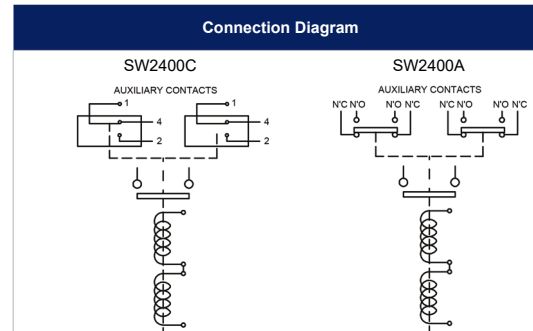 Connection Diagram
SW2400C
AUXILIARY CONTACTS
1
4
2
1
4
2
SW2400A
AUXILIARY CONTACTS
N'C N'O N'O N'C N'C N'O N'O N'C